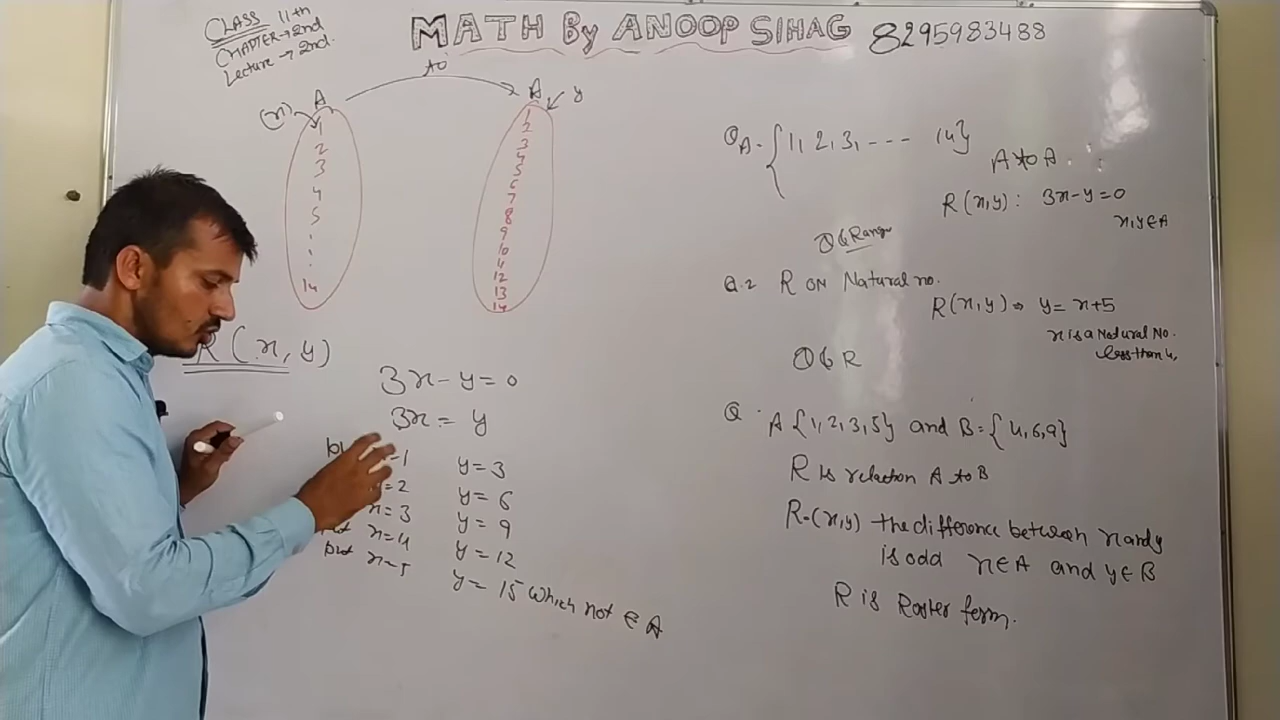 CLASS 11th
CHAPTER → 2nd
Lecture → 2nd.
MATH By ANOOP SIHAG 8295983488
to
A
(x)
1
2
3
4
5
14
A
y
1
2
3
4
5
6
7
8
9
10
11
12
13
14
R (x, y)
3x - y = 0
3x = y
=1 y = 3
=2 y = 6
x=3 y = 9
put x=4 y = 12
put x=5 y = 15 which not ∈ A
Q A = {1, 2, 3, --- 14}
A to A.
R (x, y) : 3x-y=0
x, y ∈ A
D & Range
Q.2 R ON Natural no.
R(x, y) ⇒ y = x+5
x is a Natural No.
less than 4,
D & R
Q. A {1, 2, 3, 5} and B = {4, 6, 9}
R is relation A to B
R = (x, y) the difference between x and y
is odd x ∈ A and y ∈ B
R is Roster form.